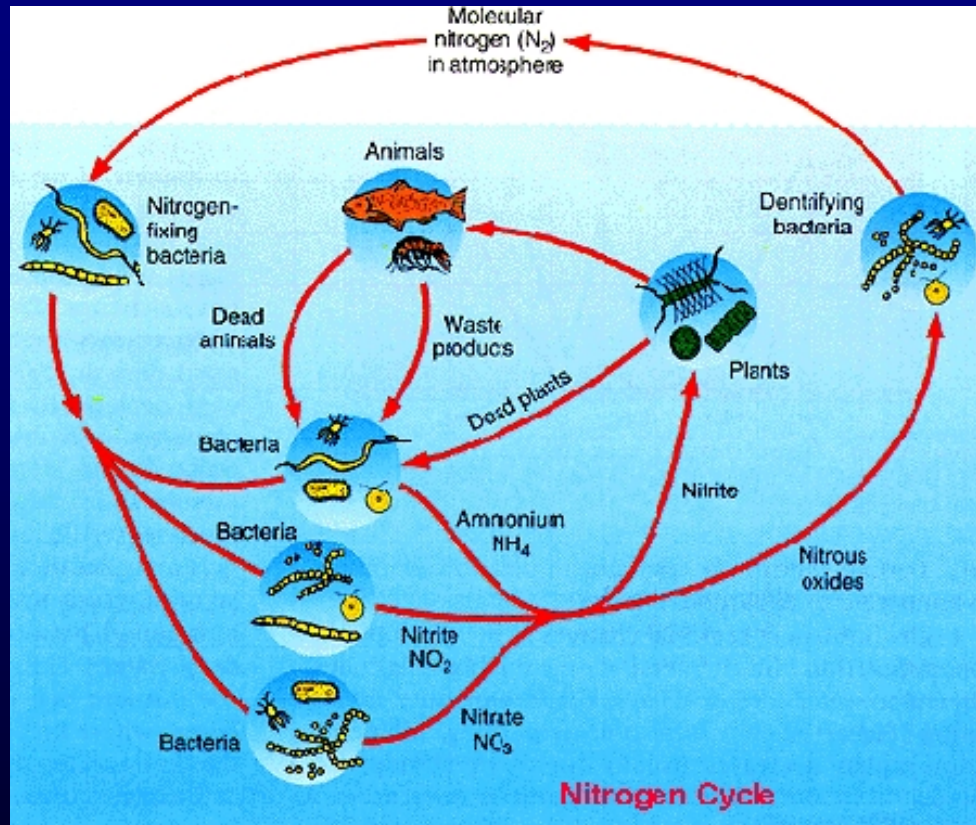 Molecular
nitrogen (N₂)
in atmosphere
Animals
Nitrogen-
fixing
bacteria
Dentrifying
bacteria
Dead
animals
Waste
products
Plants
Dead plants
Bacteria
Ammonium
NH₄
Nitrite
Bacteria
Nitrous
oxides
Nitrite
NO₂
Nitrate
NO₃
Bacteria
Nitrogen Cycle